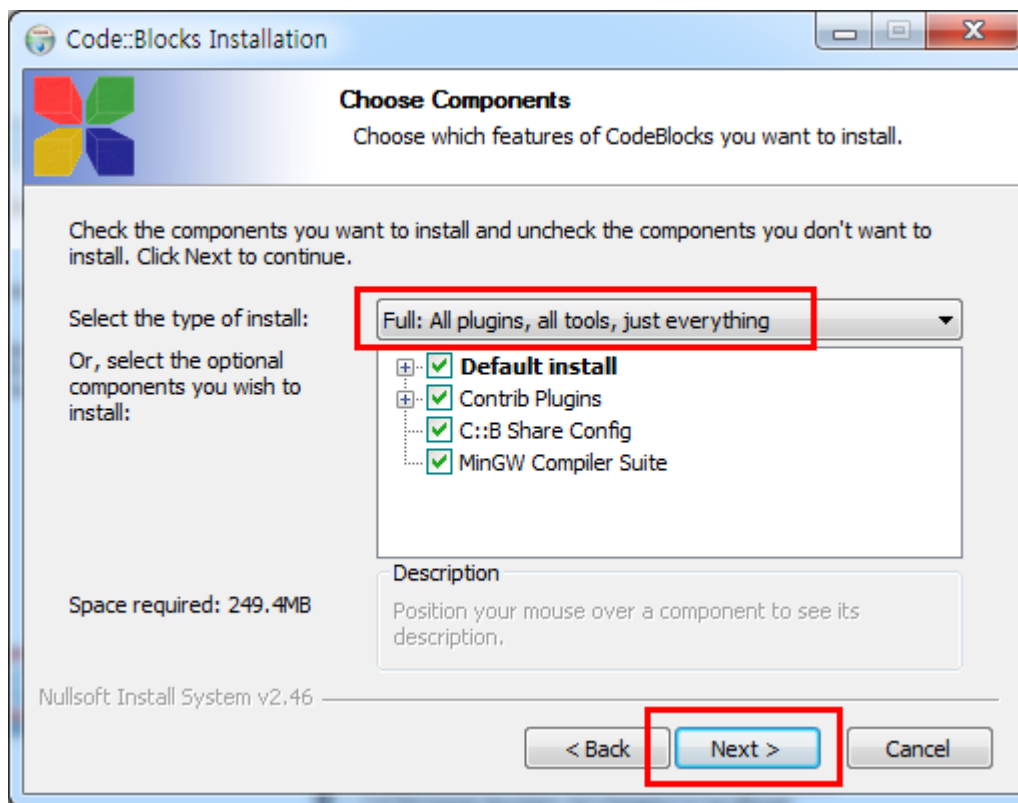 Code::Blocks Installation
Choose Components
Choose which features of CodeBlocks you want to install.
Check the components you want to install and uncheck the components you don't want to
install. Click Next to continue.
Select the type of install:
Full: All plugins, all tools, just everything
Or, select the optional
components you wish to
install:
Default install
Contrib Plugins
C::B Share Config
MinGW Compiler Suite
Space required: 249.4MB
Description
Position your mouse over a component to see its
description.
Nullsoft Install System v2.46
< Back
Next >
Cancel